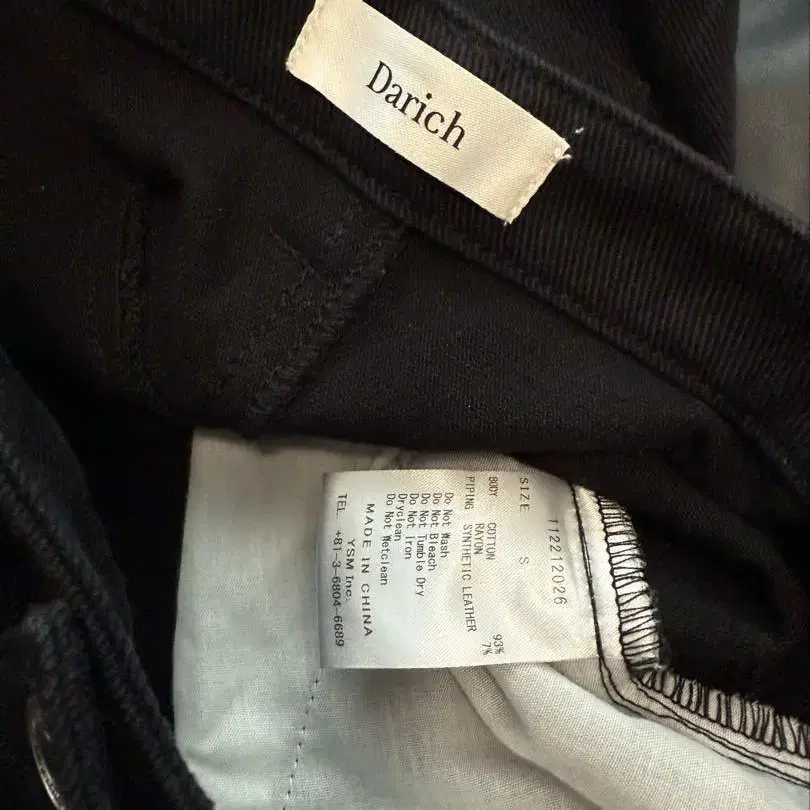 Darich
112212026
SIZE S
BODY COTTON 93%
RAYON 7%
PIPING SYNTHETIC LEATHER
Do Not Wash
Do Not Bleach
Do Not Tumble Dry
Do Not Iron
Dryclean
Do Not Wetclean
MADE IN CHINA
YSM Inc.
TEL. +81-3-6804-6689